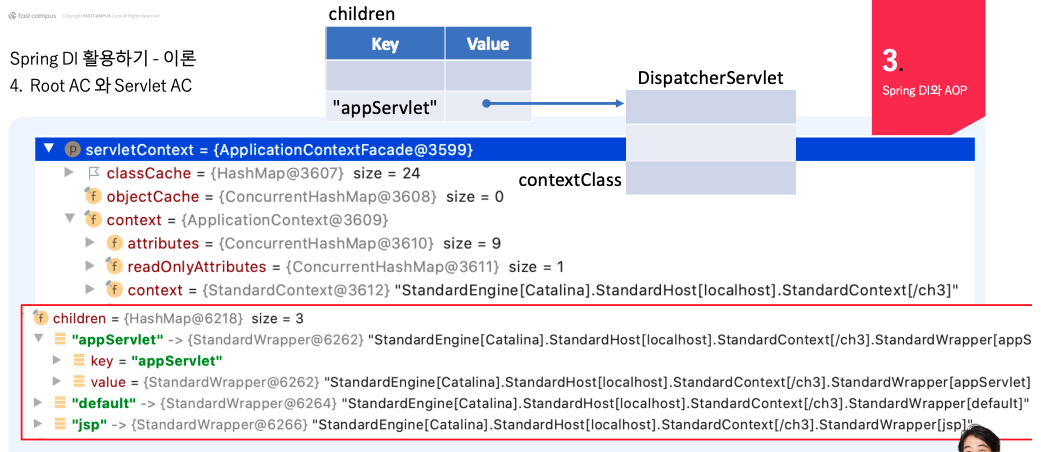 Fast campus Copyright FASTCAMPUS Corp. All Rights Reserved
Spring DI 활용하기 - 이론
4. Root AC 와 Servlet AC
children
Key Value
"appServlet"
DispatcherServlet
contextClass
3.
Spring DI와 AOP
p servletContext = {ApplicationContextFacade@3599}
classCache = {HashMap@3607} size = 24
f objectCache = {ConcurrentHashMap@3608} size = 0
f context = {ApplicationContext@3609}
f attributes = {ConcurrentHashMap@3610} size = 9
f readOnlyAttributes = {ConcurrentHashMap@3611} size = 1
f context = {StandardContext@3612} "StandardEngine[Catalina].StandardHost[localhost].StandardContext[/ch3]"
f children = {HashMap@6218} size = 3
"appServlet" -> {StandardWrapper@6262} "StandardEngine[Catalina].StandardHost[localhost].StandardContext[/ch3].StandardWrapper[appS
key = "appServlet"
value = {StandardWrapper@6262} "StandardEngine[Catalina].StandardHost[localhost].StandardContext[/ch3].StandardWrapper[appServlet]
"default" -> {StandardWrapper@6264} "StandardEngine[Catalina].StandardHost[localhost].StandardContext[/ch3].StandardWrapper[default]"
"jsp" -> {StandardWrapper@6266} "StandardEngine[Catalina].StandardHost[localhost].StandardContext[/ch3].StandardWrapper[jsp]"